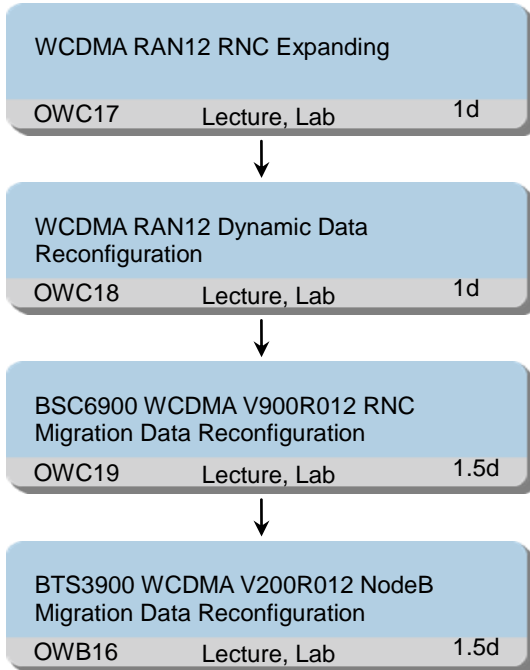 WCDMA RAN12 RNC Expanding
OWC17 Lecture, Lab 1d
WCDMA RAN12 Dynamic Data
Reconfiguration
OWC18 Lecture, Lab 1d
BSC6900 WCDMA V900R012 RNC
Migration Data Reconfiguration
OWC19 Lecture, Lab 1.5d
BTS3900 WCDMA V200R012 NodeB
Migration Data Reconfiguration
OWB16 Lecture, Lab 1.5d